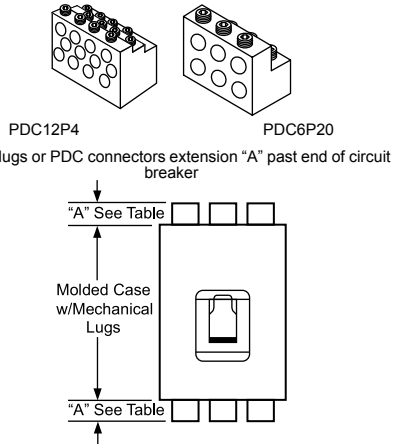 PDC12P4
PDC6P20
lugs or PDC connectors extension “A” past end of circuit
breaker
“A” See Table
Molded Case
w/Mechanical
Lugs
“A” See Table